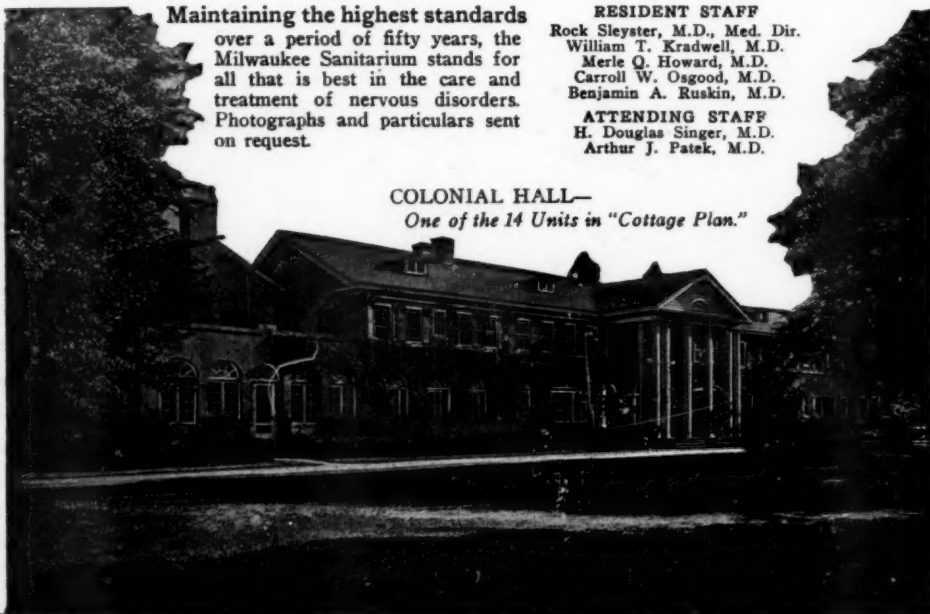 Maintaining the highest standards
over a period of fifty years, the
Milwaukee Sanitarium stands for
all that is best in the care and
treatment of nervous disorders.
Photographs and particulars sent
on request.
RESIDENT STAFF
Rock Sleyster, M.D., Med. Dir.
William T. Kradwell, M.D.
Merle Q. Howard, M.D.
Carroll W. Osgood, M.D.
Benjamin A. Ruskin, M.D.
ATTENDING STAFF
H. Douglas Singer, M.D.
Arthur J. Patek, M.D.
COLONIAL HALL—
One of the 14 Units in "Cottage Plan."